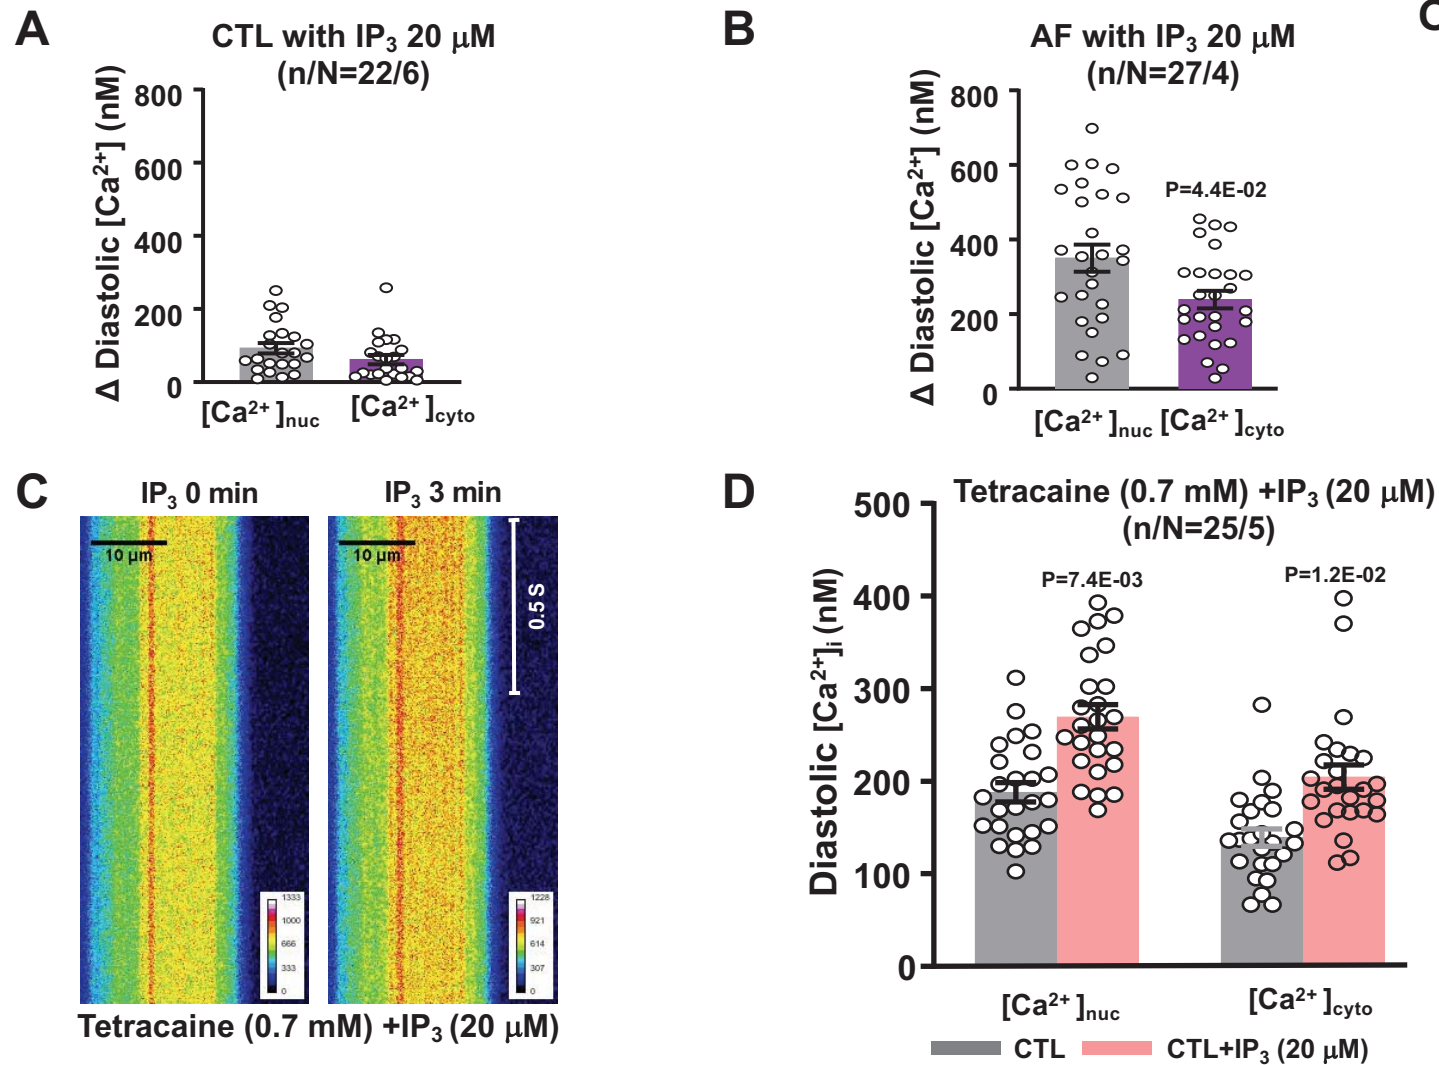 A
CTL with IP₃ 20 μM
(n/N=22/6)
Δ Diastolic [Ca²⁺] (nM)
800
600
400
200
0
[Ca²⁺]nuc
[Ca²⁺]cyto
B
AF with IP₃ 20 μM
(n/N=27/4)
Δ Diastolic [Ca²⁺] (nM)
800
600
400
200
0
P=4.4E-02
[Ca²⁺]nuc
[Ca²⁺]cyto
C
IP₃ 0 min
IP₃ 3 min
10 μm
10 μm
0.5 S
1333
1000
666
333
0
1228
921
614
307
0
Tetracaine (0.7 mM) +IP₃ (20 μM)
D
Tetracaine (0.7 mM) +IP₃ (20 μM)
(n/N=25/5)
Diastolic [Ca²⁺]i (nM)
500
400
300
200
100
0
P=7.4E-03
P=1.2E-02
[Ca²⁺]nuc
[Ca²⁺]cyto
CTL
CTL+IP₃ (20 μM)